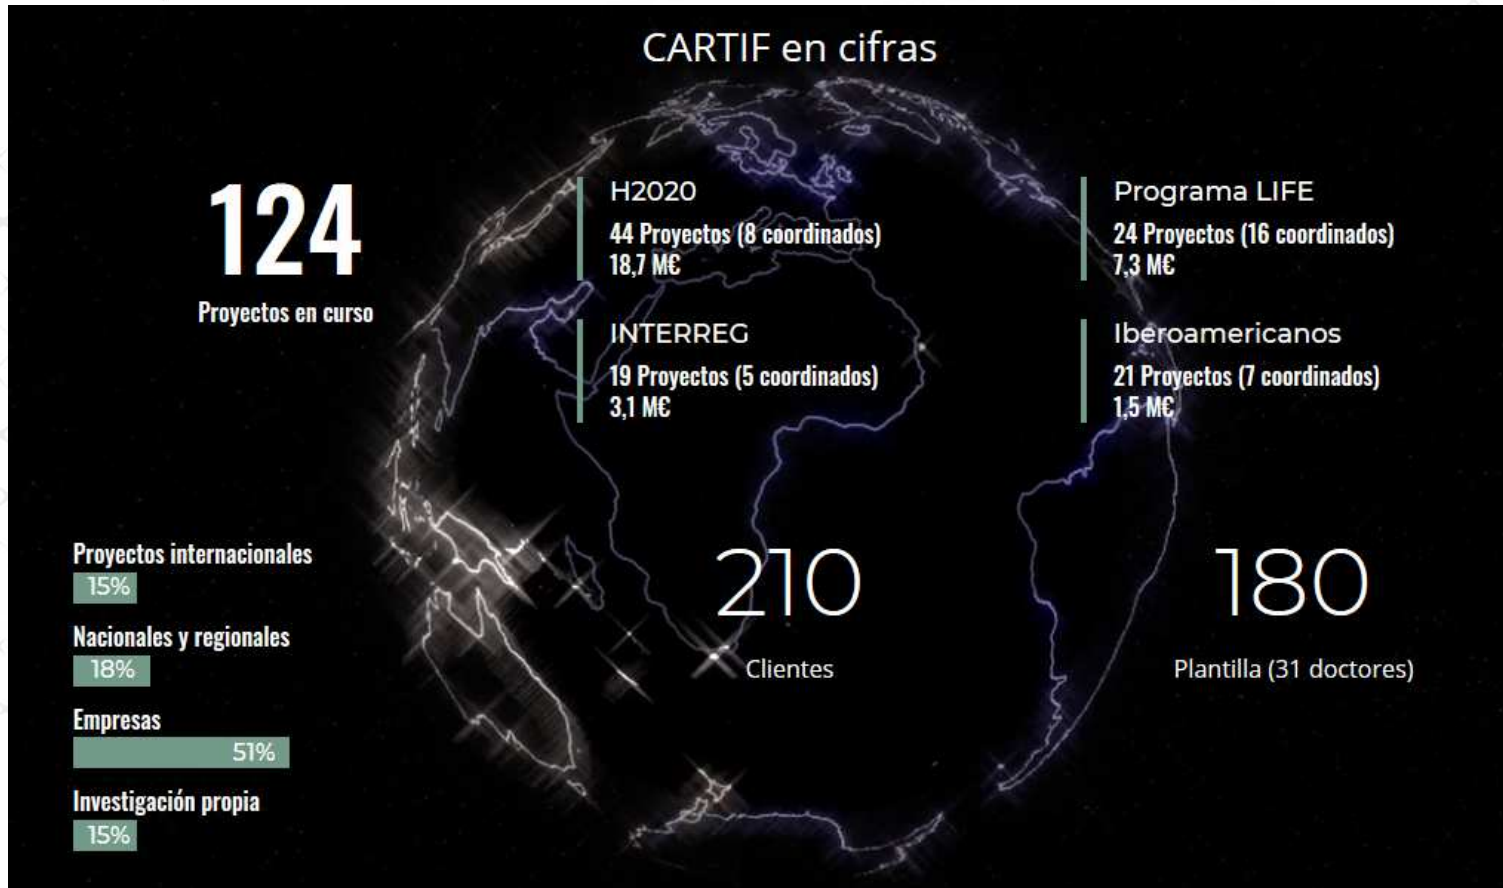 CARTIF en cifras
124
Proyectos en curso
H2020
44 Proyectos (8 coordinados)
18,7 M€
Programa LIFE
24 Proyectos (16 coordinados)
7,3 M€
INTERREG
19 Proyectos (5 coordinados)
3,1 M€
Iberoamericanos
21 Proyectos (7 coordinados)
1,5 M€
Proyectos internacionales
15%
Nacionales y regionales
18%
Empresas
51%
Investigación propia
15%
210
Clientes
180
Plantilla (31 doctores)